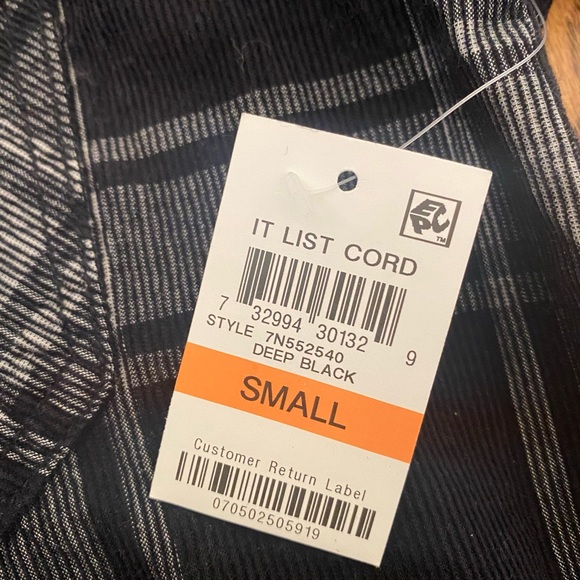 IT LIST CORD
7 32994 30132 9
STYLE 7N552540
DEEP BLACK
SMALL
Customer Return Label
070502505919